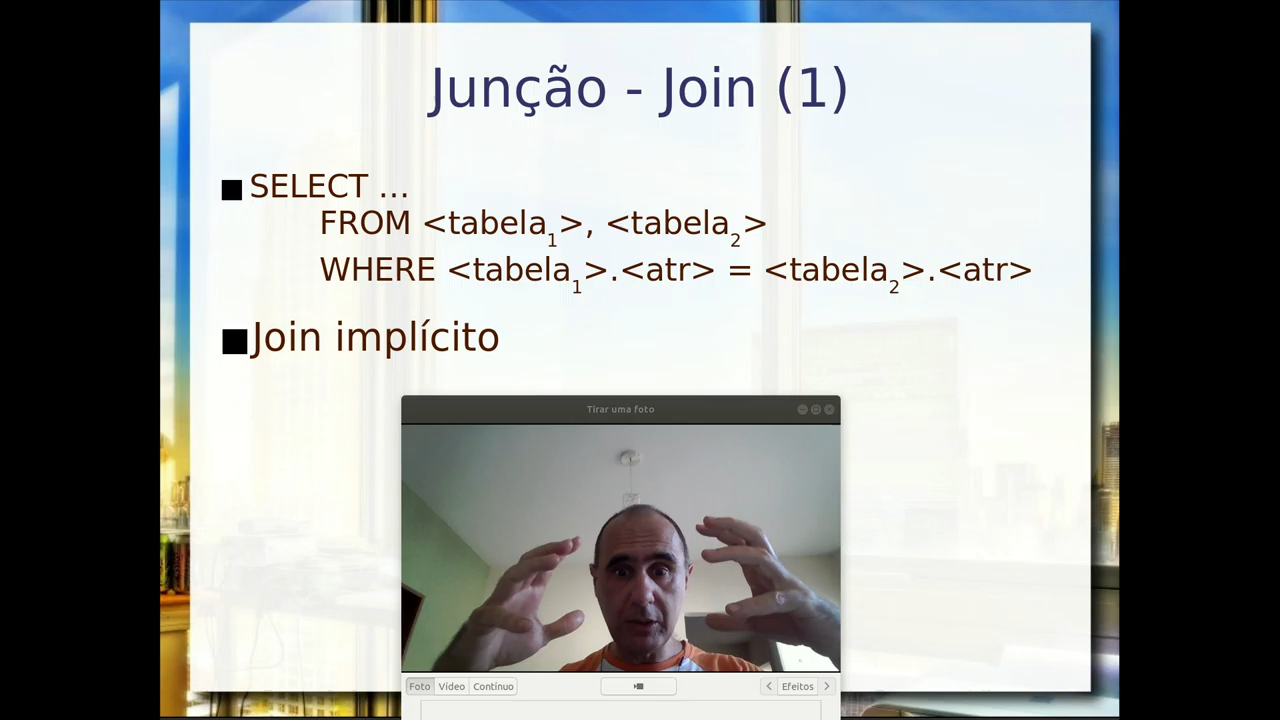 Junção - Join (1)
SELECT ...
FROM <tabela1>, <tabela2>
WHERE <tabela1>.<atr> = <tabela2>.<atr>
Join implícito
Tirar uma foto
Foto Vídeo Contínuo
Efeitos